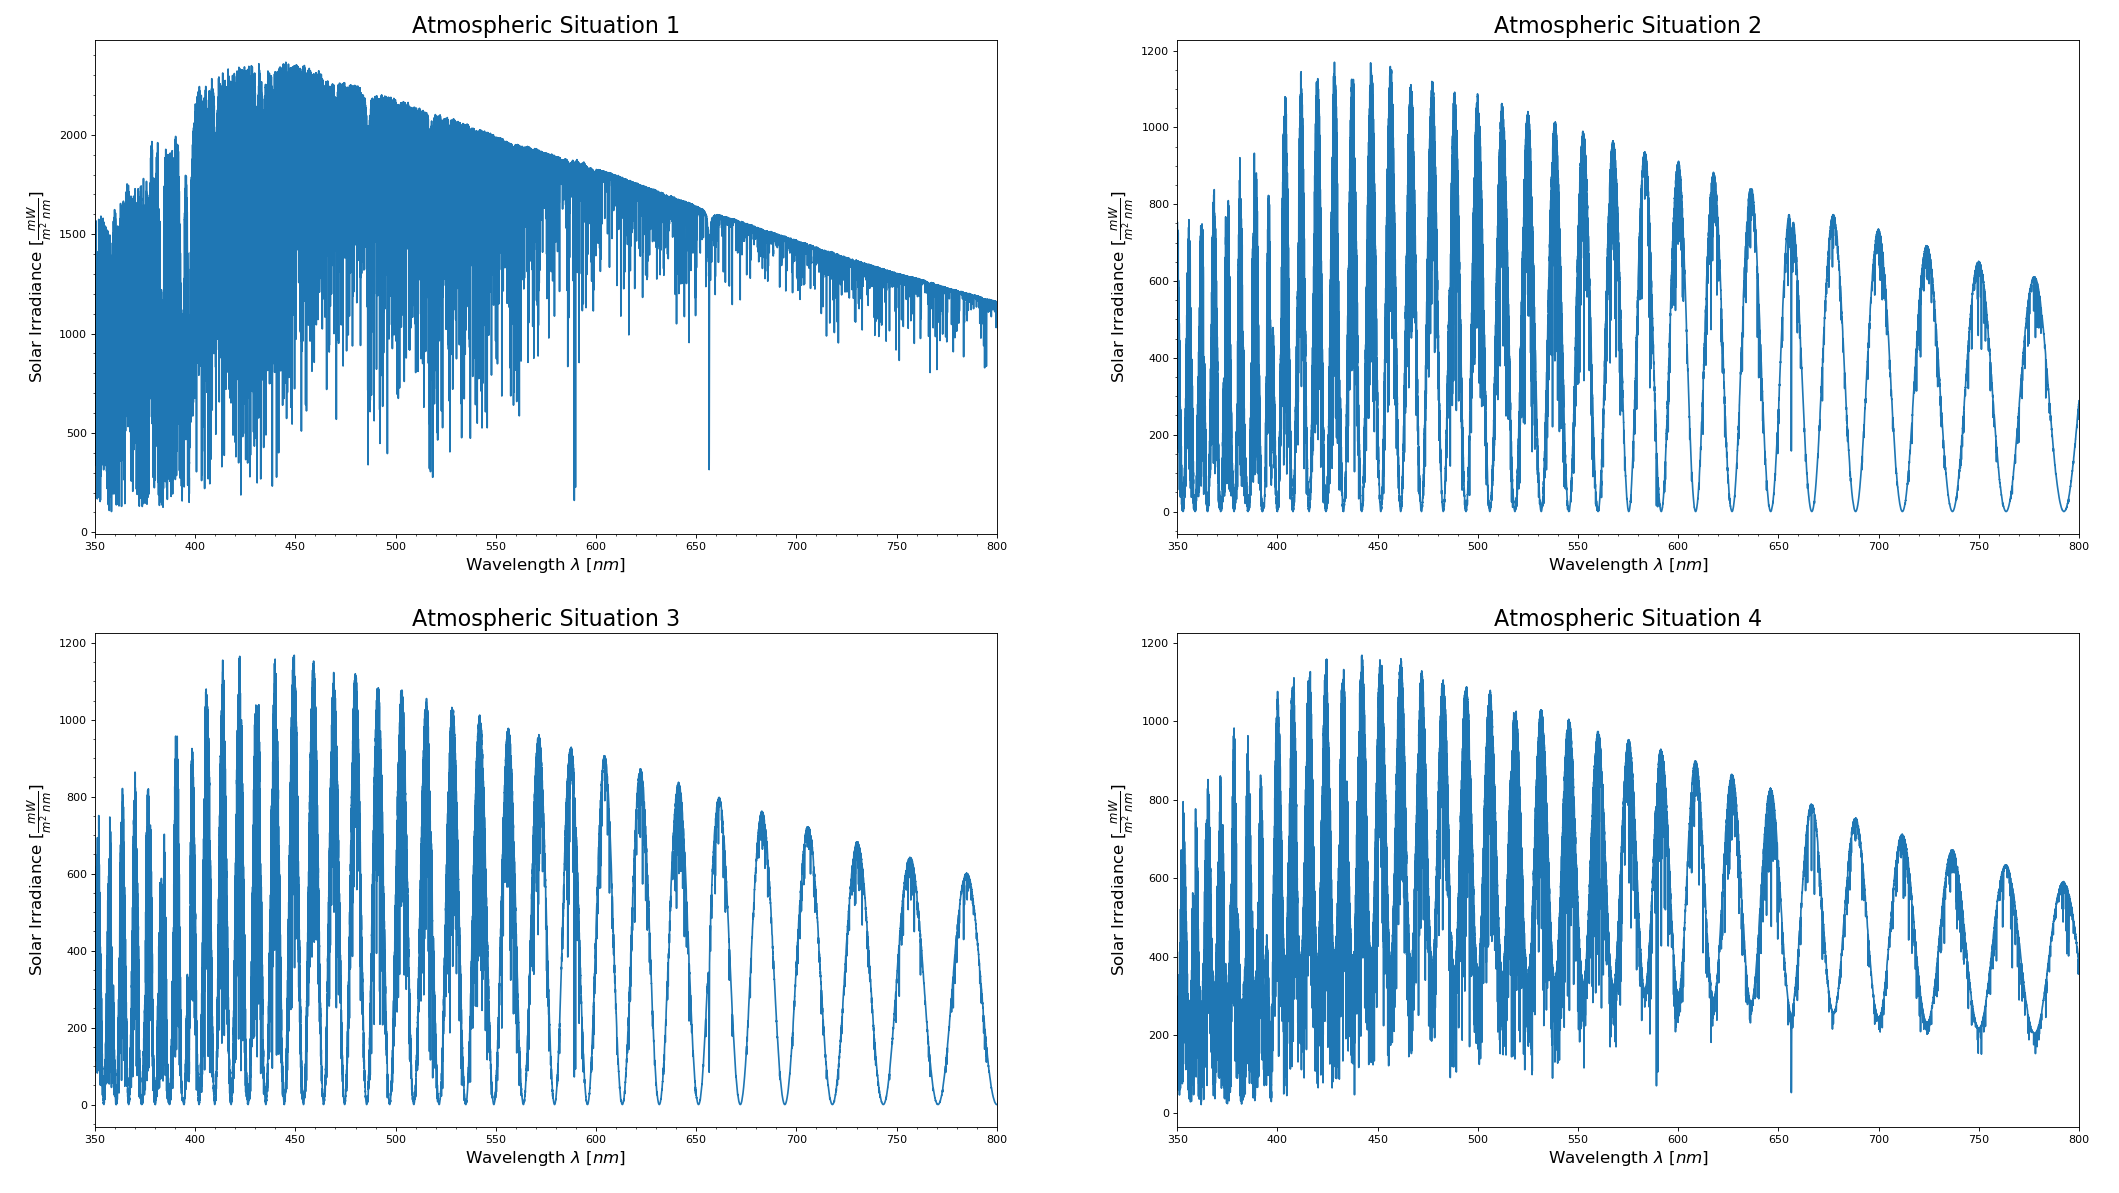 Atmospheric Situation 1
Solar Irradiance [mW/m² nm]
2000
1500
1000
500
0
350 400 450 500 550 600 650 700 750 800
Wavelength λ [nm]
Atmospheric Situation 2
Solar Irradiance [mW/m² nm]
1200
1000
800
600
400
200
0
350 400 450 500 550 600 650 700 750 800
Wavelength λ [nm]
Atmospheric Situation 3
Solar Irradiance [mW/m² nm]
1200
1000
800
600
400
200
0
350 400 450 500 550 600 650 700 750 800
Wavelength λ [nm]
Atmospheric Situation 4
Solar Irradiance [mW/m² nm]
1200
1000
800
600
400
200
0
350 400 450 500 550 600 650 700 750 800
Wavelength λ [nm]